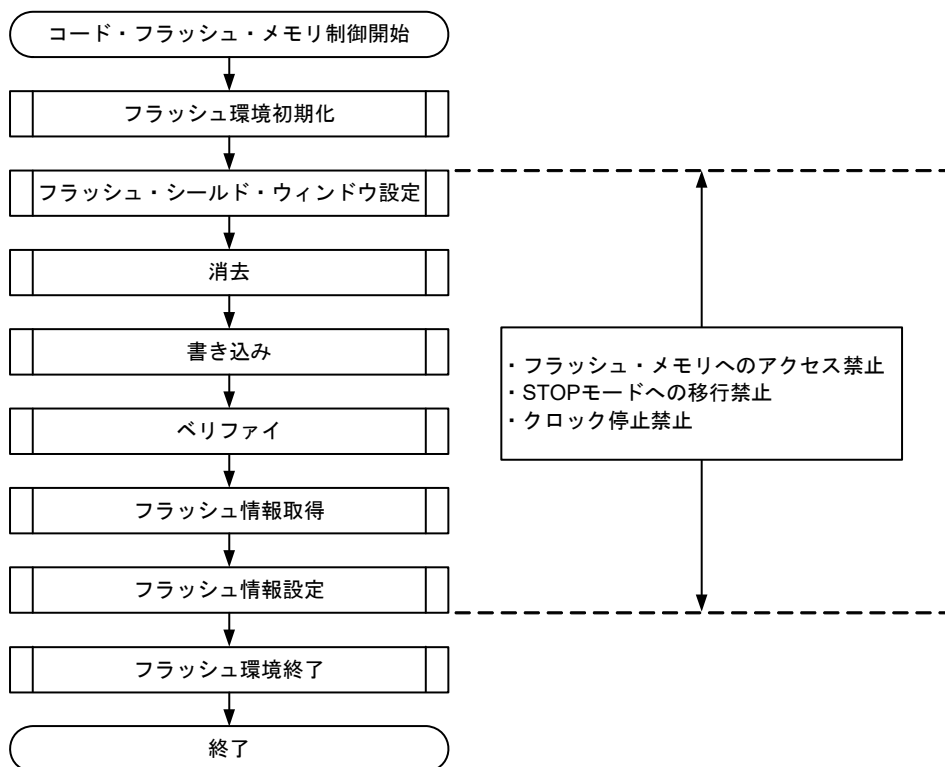 コード・フラッシュ・メモリ制御開始
フラッシュ環境初期化
フラッシュ・シールド・ウィンドウ設定
消去
書き込み
ベリファイ
フラッシュ情報取得
フラッシュ情報設定
フラッシュ環境終了
終了
・フラッシュ・メモリへのアクセス禁止
・STOPモードへの移行禁止
・クロック停止禁止